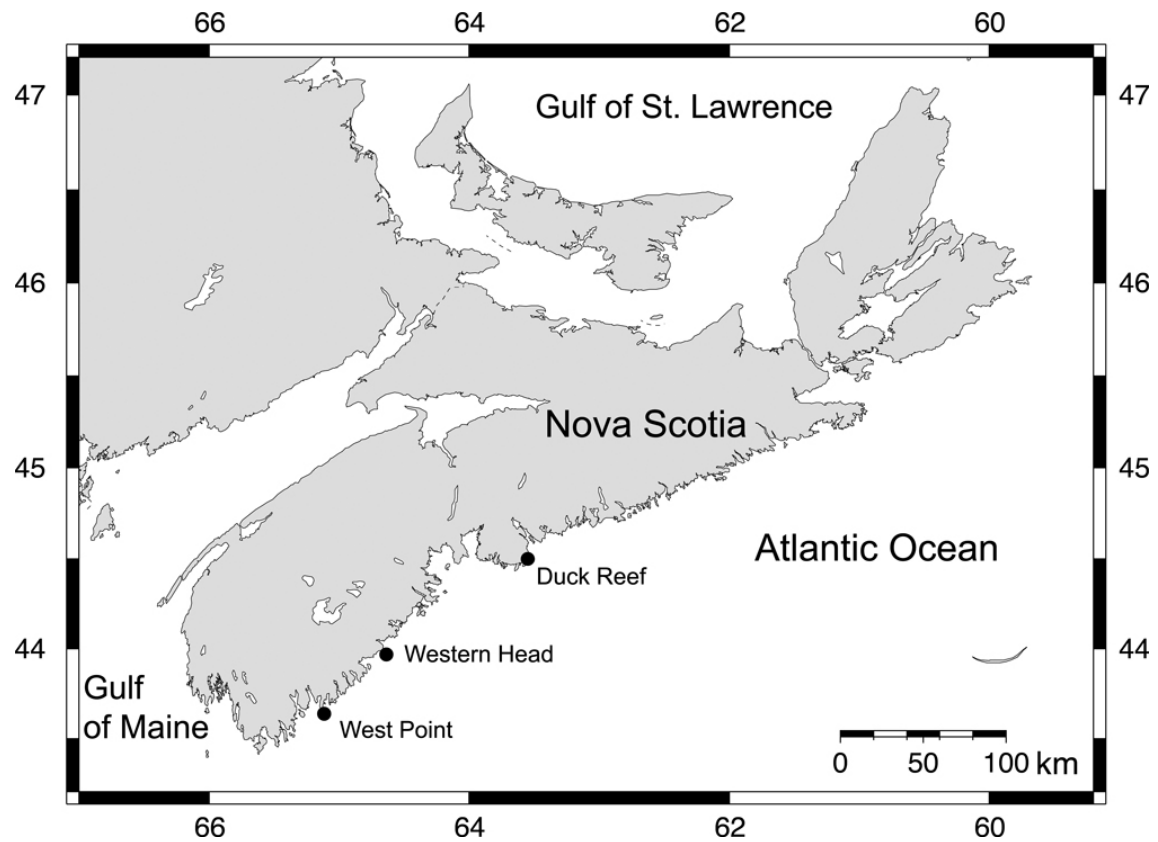 66 64 62 60
47 Gulf of St. Lawrence 47
46 46
Nova Scotia
45 45
Atlantic Ocean
Duck Reef
44 Western Head 44
Gulf
of Maine
West Point
0 50 100 km
66 64 62 60